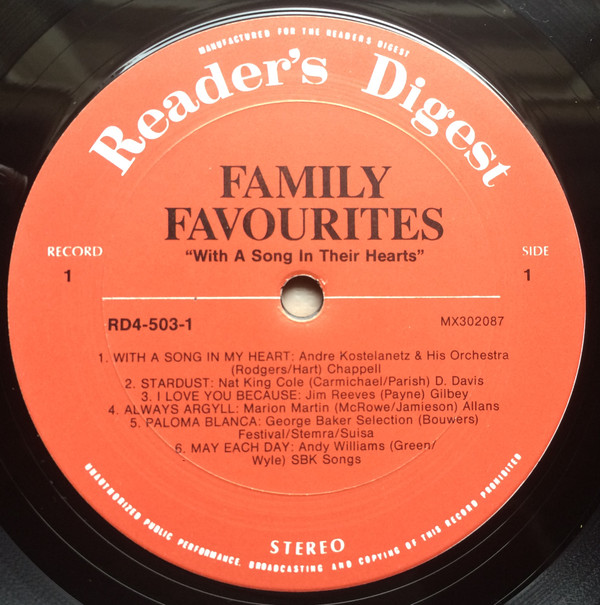 MANUFACTURED FOR THE READERS DIGEST
Reader's Digest
FAMILY
FAVOURITES
"With A Song In Their Hearts"
RECORD
1
SIDE
1
RD4-503-1
MX302087
1. WITH A SONG IN MY HEART: Andre Kostelanetz & His Orchestra
(Rodgers/Hart) Chappell
2. STARDUST: Nat King Cole (Carmichael/Parish) D. Davis
3. I LOVE YOU BECAUSE: Jim Reeves (Payne) Gilbey
4. ALWAYS ARGYLL: Marion Martin (McRowe/Jamieson) Allans
5. PALOMA BLANCA: George Baker Selection (Bouwers)
Festival/Stemra/Suisa
6. MAY EACH DAY: Andy Williams (Green/
Wyle) SBK Songs
STEREO
UNAUTHORIZED PUBLIC PERFORMANCE, BROADCASTING AND COPYING OF THIS RECORD PROHIBITED